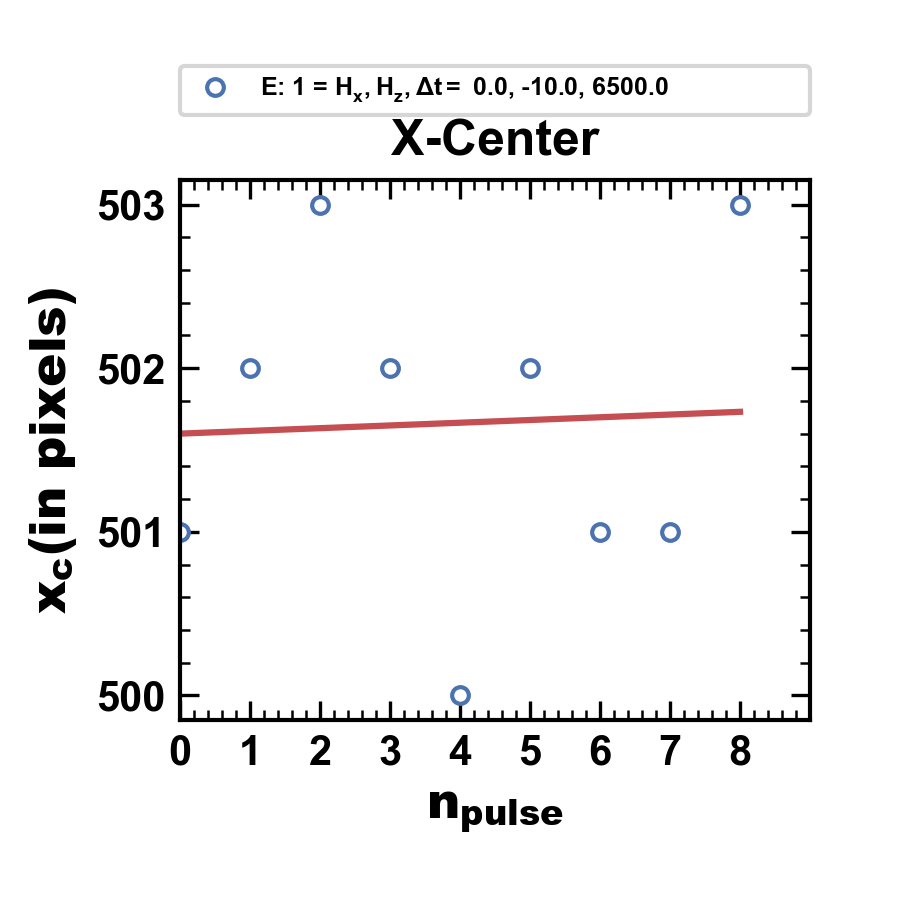 E: 1 = Hx, Hz, Δt = 0.0, -10.0, 6500.0
X-Center
503
502
501
500
xc(in pixels)
0 1 2 3 4 5 6 7 8
npulse